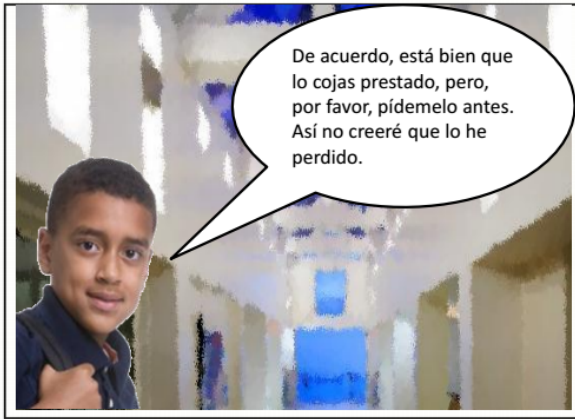 De acuerdo, está bien que
lo cojas prestado, pero,
por favor, pídemelo antes.
Así no creeré que lo he
perdido.